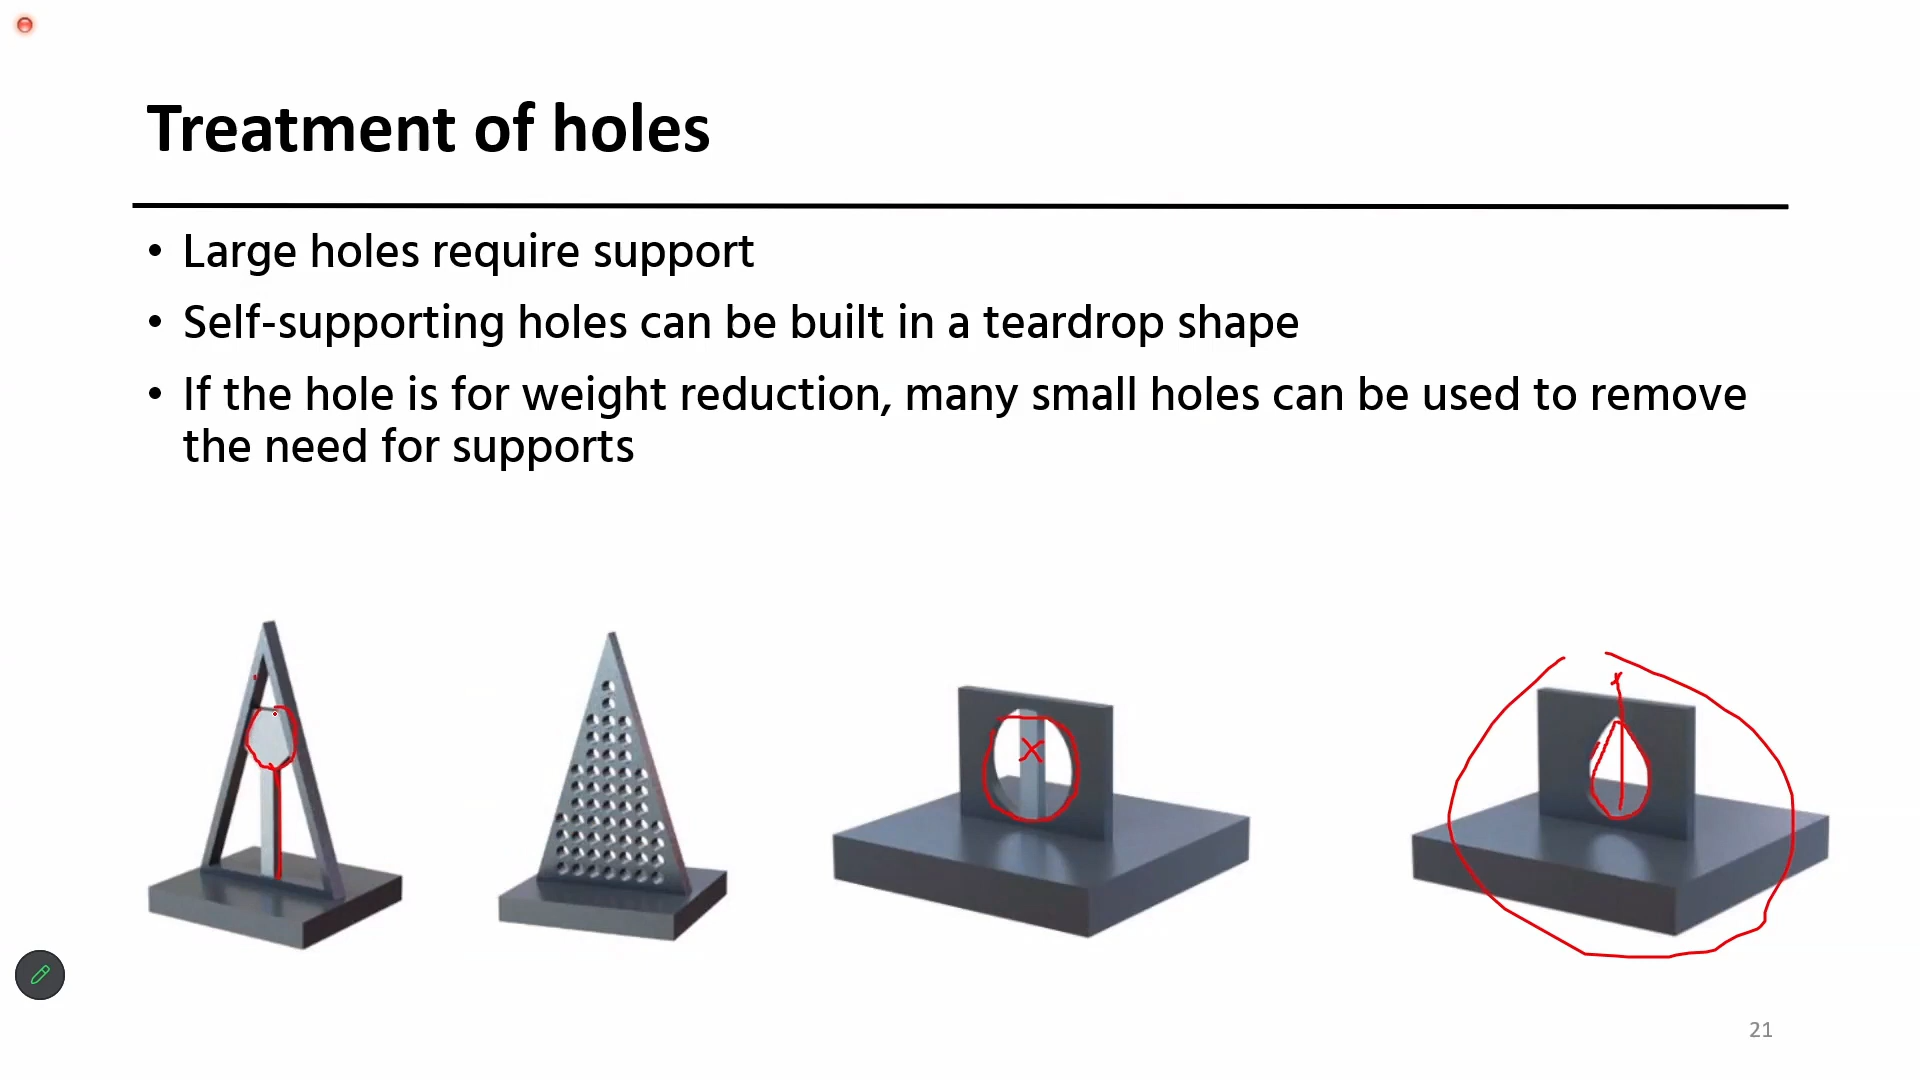 Treatment of holes
• Large holes require support
• Self-supporting holes can be built in a teardrop shape
• If the hole is for weight reduction, many small holes can be used to remove
the need for supports
21